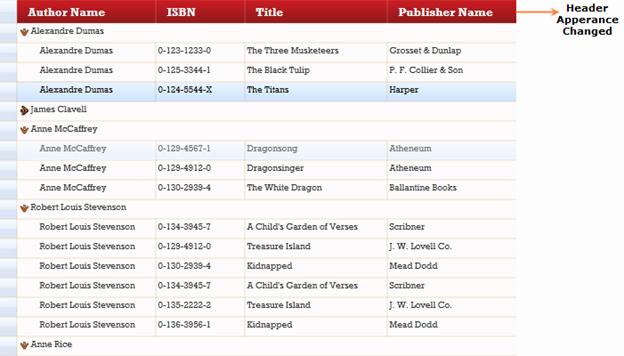 Author Name ISBN Title Publisher Name
Header
Apperance
Changed
Alexandre Dumas
Alexandre Dumas 0-123-1233-0 The Three Musketeers Grosset & Dunlap
Alexandre Dumas 0-125-3344-1 The Black Tulip P. F. Collier & Son
Alexandre Dumas 0-124-5544-X The Titans Harper
James Clavell
Anne McCaffrey
Anne McCaffrey 0-129-4567-1 Dragonsong Atheneum
Anne McCaffrey 0-129-4912-0 Dragonsinger Atheneum
Anne McCaffrey 0-130-2939-4 The White Dragon Ballantine Books
Robert Louis Stevenson
Robert Louis Stevenson 0-134-3945-7 A Child's Garden of Verses Scribner
Robert Louis Stevenson 0-129-4912-0 Treasure Island J. W. Lovell Co.
Robert Louis Stevenson 0-130-2939-4 Kidnapped Mead Dodd
Robert Louis Stevenson 0-134-3945-7 A Child's Garden of Verses Scribner
Robert Louis Stevenson 0-135-2222-2 Treasure Island J. W. Lovell Co.
Robert Louis Stevenson 0-136-3956-1 Kidnapped Mead Dodd
Anne Rice